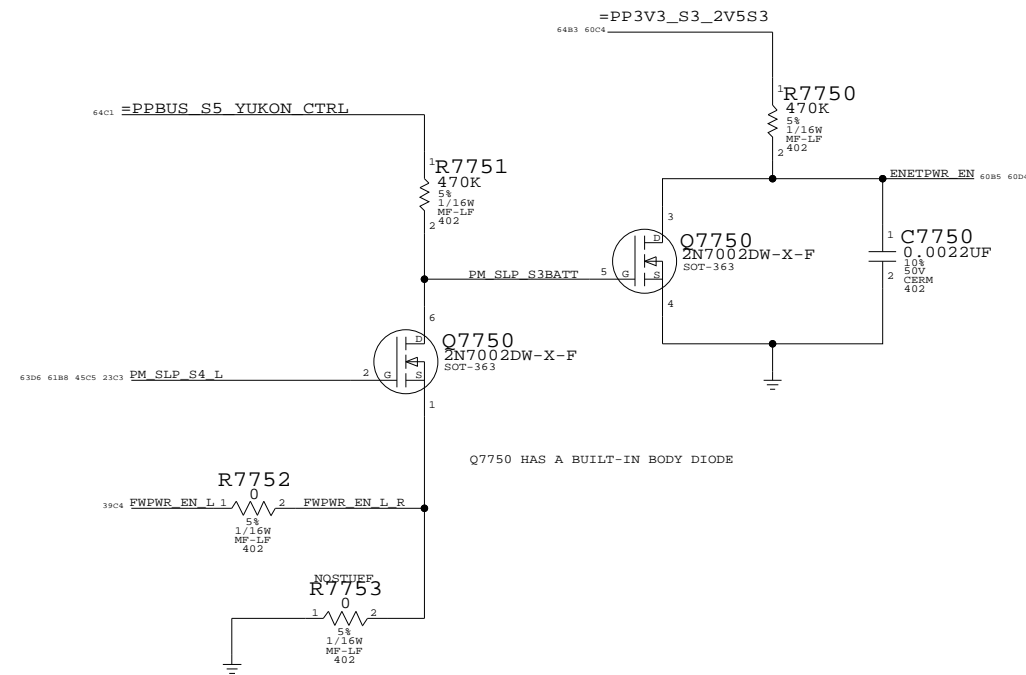 =PP3V3_S3_2V5S3
64B3 60C4
1
R7750
470K
5%
1/16W
MF-LF
402
2
64C1 =PPBUS_S5_YUKON_CTRL
1
R7751
470K
5%
1/16W
MF-LF
402
2
ENETPWR_EN 60B5 60D4
3
D
Q7750
2N7002DW-X-F
SOT-363
PM_SLP_S3BATT 5 G S
4
1
C7750
0.0022UF
10%
50V
CERM
402
2
6
D
Q7750
2N7002DW-X-F
SOT-363
63D6 61B8 45C5 23C3 PM_SLP_S4_L 2 G S
1
Q7750 HAS A BUILT-IN BODY DIODE
R7752
0
39C4 FWPWR_EN_L 1 2 FWPWR_EN_L_R
5%
1/16W
MF-LF
402
NOSTUFF
R7753
0
1 2
5%
1/16W
MF-LF
402